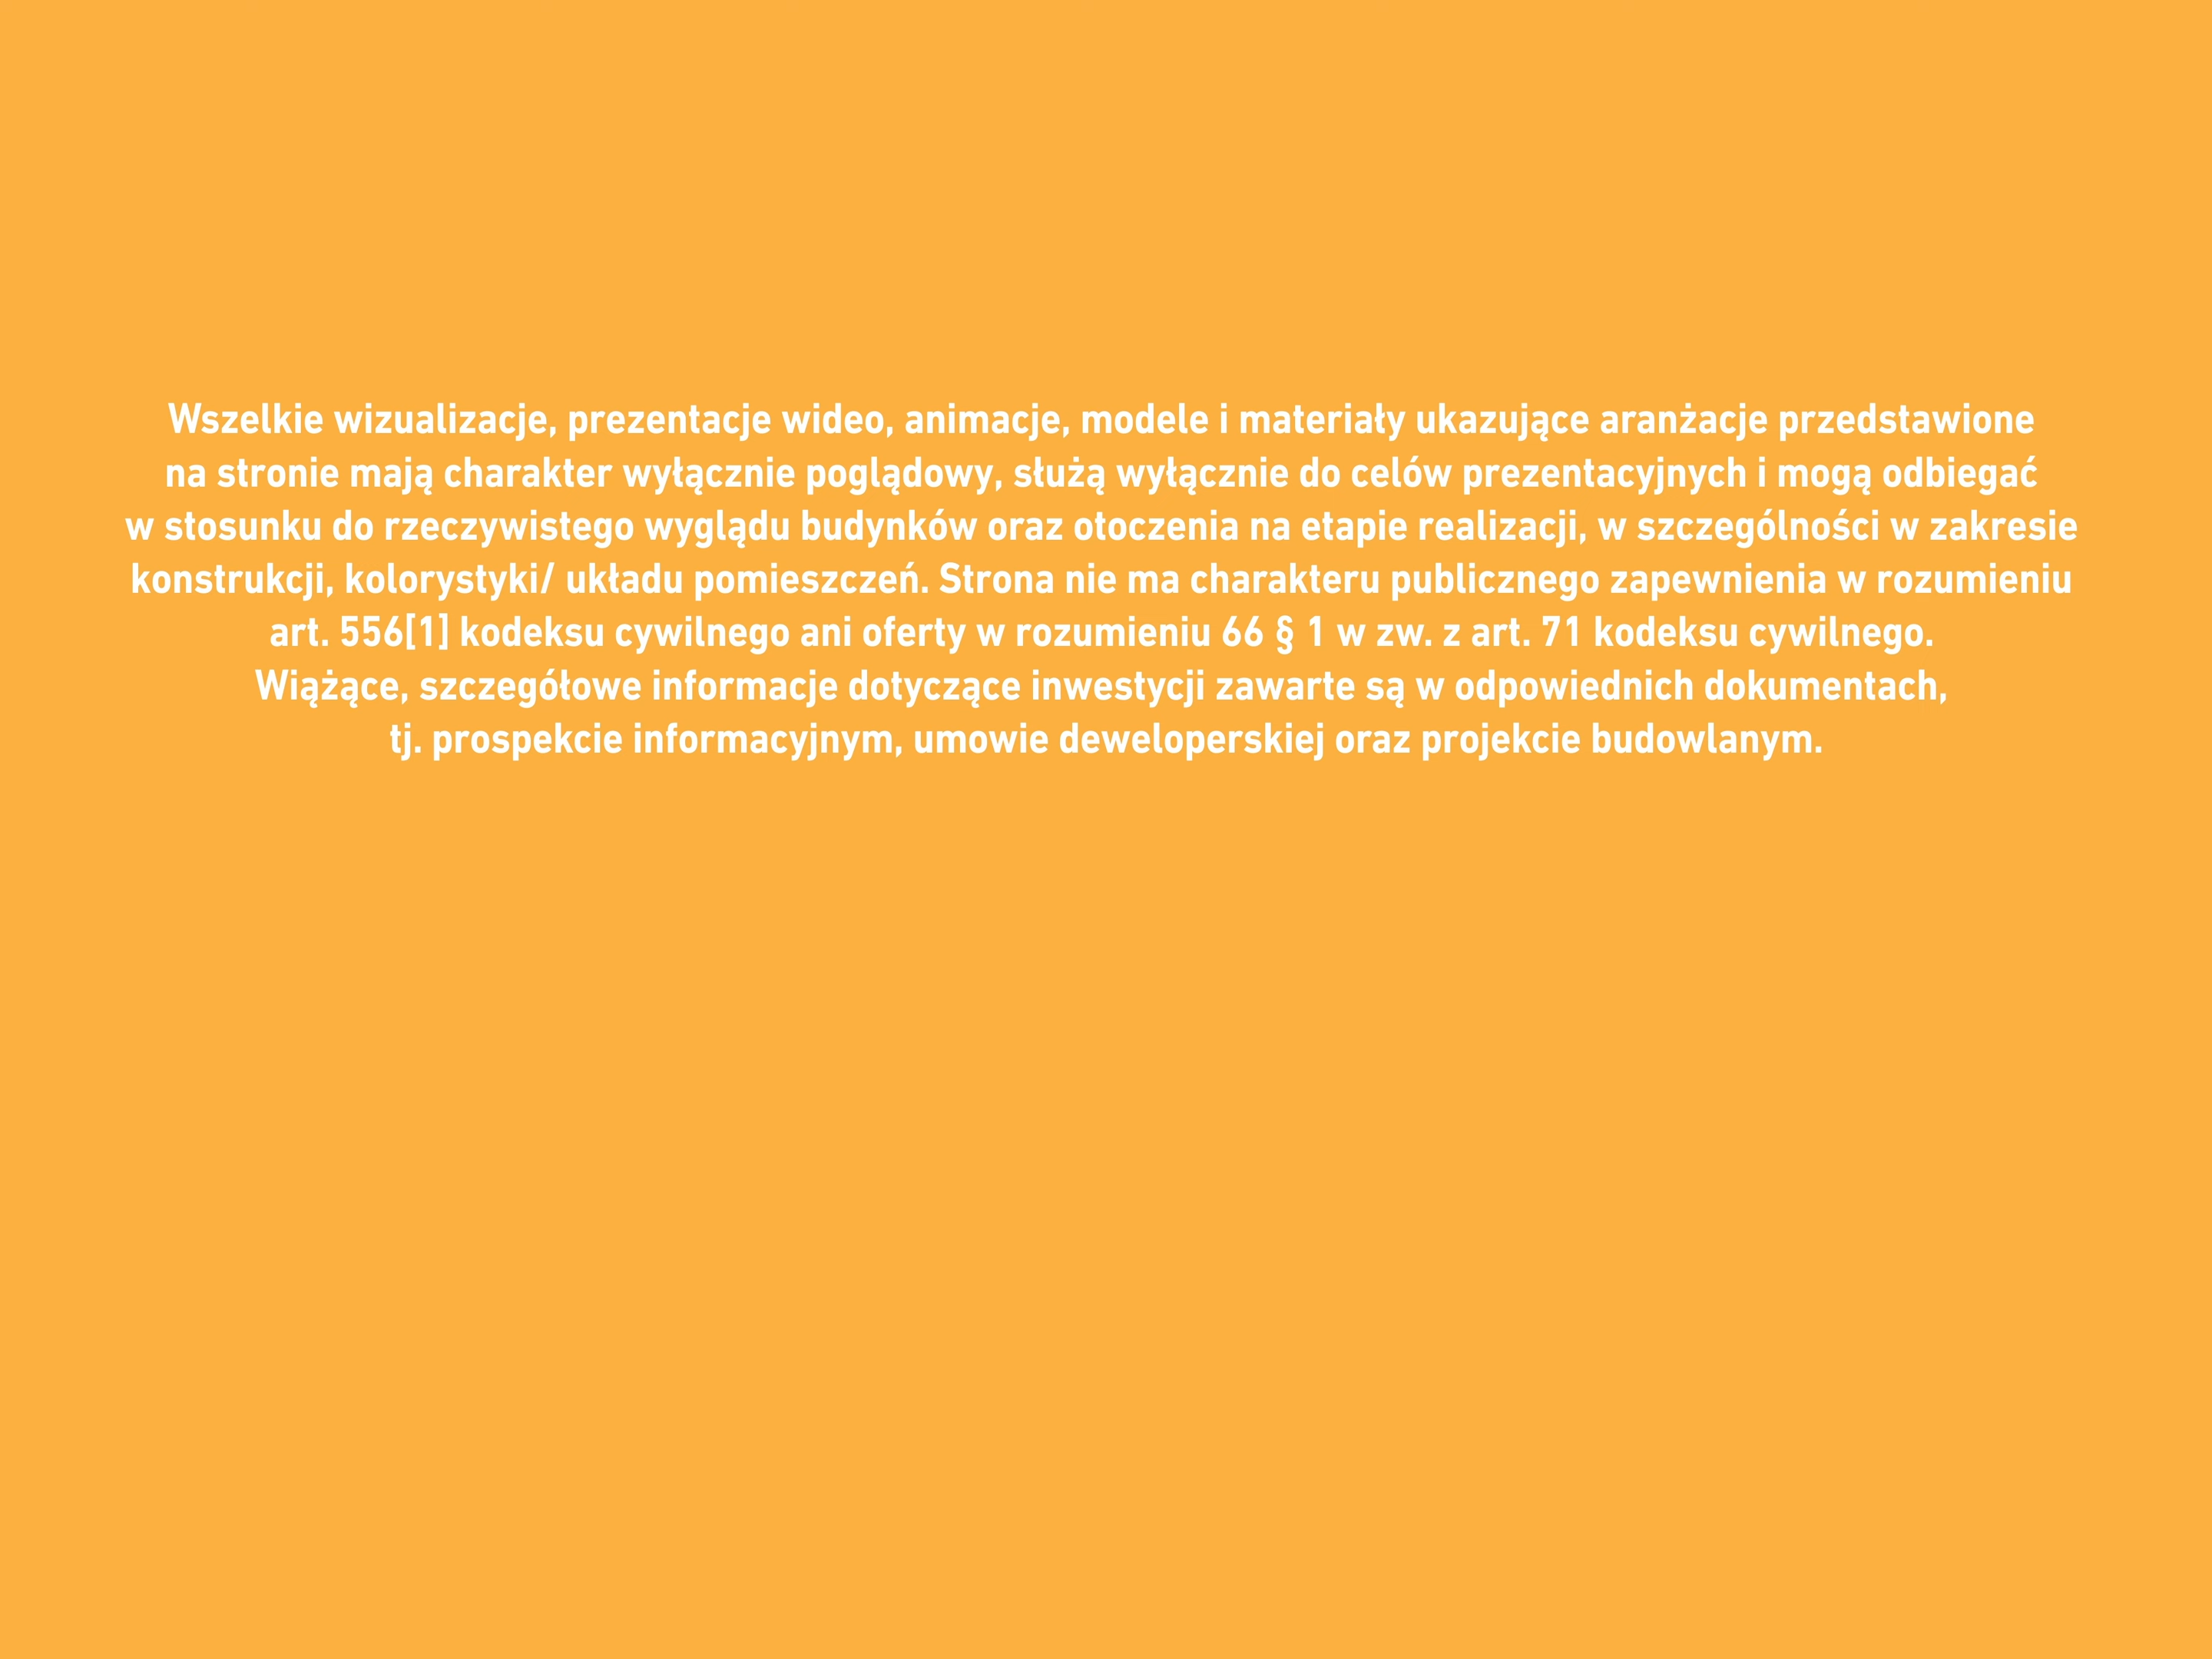 Wszelkie wizualizacje, prezentacje wideo, animacje, modele i materiały ukazujące aranżacje przedstawione
na stronie mają charakter wyłącznie poglądowy, służą wyłącznie do celów prezentacyjnych i mogą odbiegać
w stosunku do rzeczywistego wyglądu budynków oraz otoczenia na etapie realizacji, w szczególności w zakresie
konstrukcji, kolorystyki/ układu pomieszczeń. Strona nie ma charakteru publicznego zapewnienia w rozumieniu
art. 556[1] kodeksu cywilnego ani oferty w rozumieniu 66 § 1 w zw. z art. 71 kodeksu cywilnego.
Wiążące, szczegółowe informacje dotyczące inwestycji zawarte są w odpowiednich dokumentach,
tj. prospekcie informacyjnym, umowie deweloperskiej oraz projekcie budowlanym.